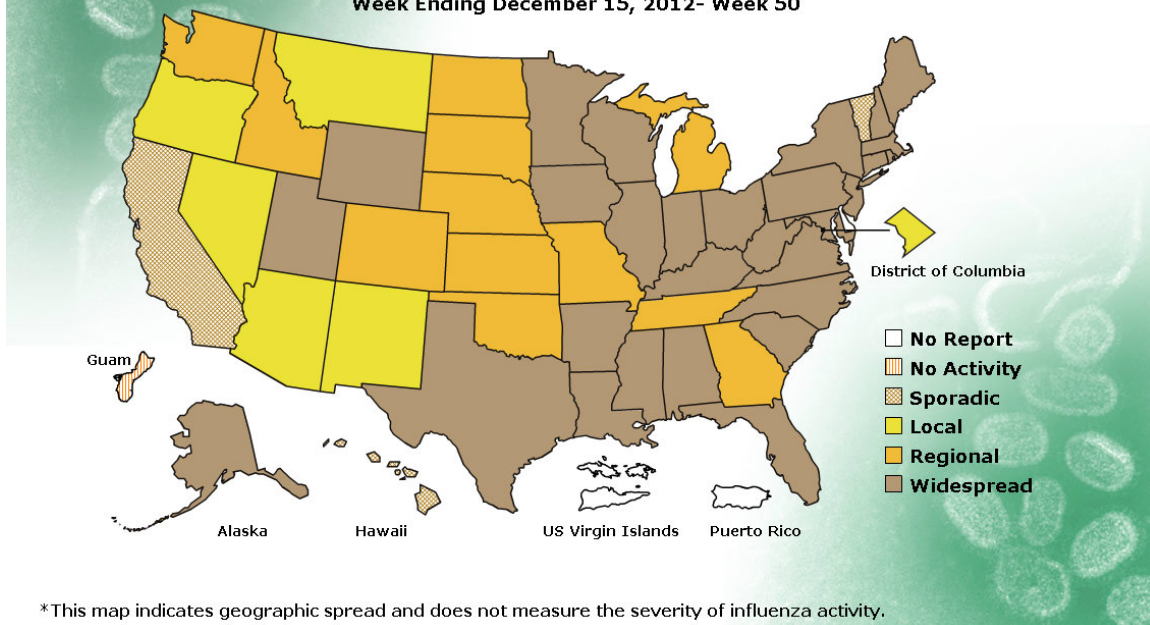 Week Ending December 15, 2012- Week 50
District of Columbia
Guam
No Report
No Activity
Sporadic
Local
Regional
Widespread
Alaska
Hawaii
US Virgin Islands
Puerto Rico
*This map indicates geographic spread and does not measure the severity of influenza activity.